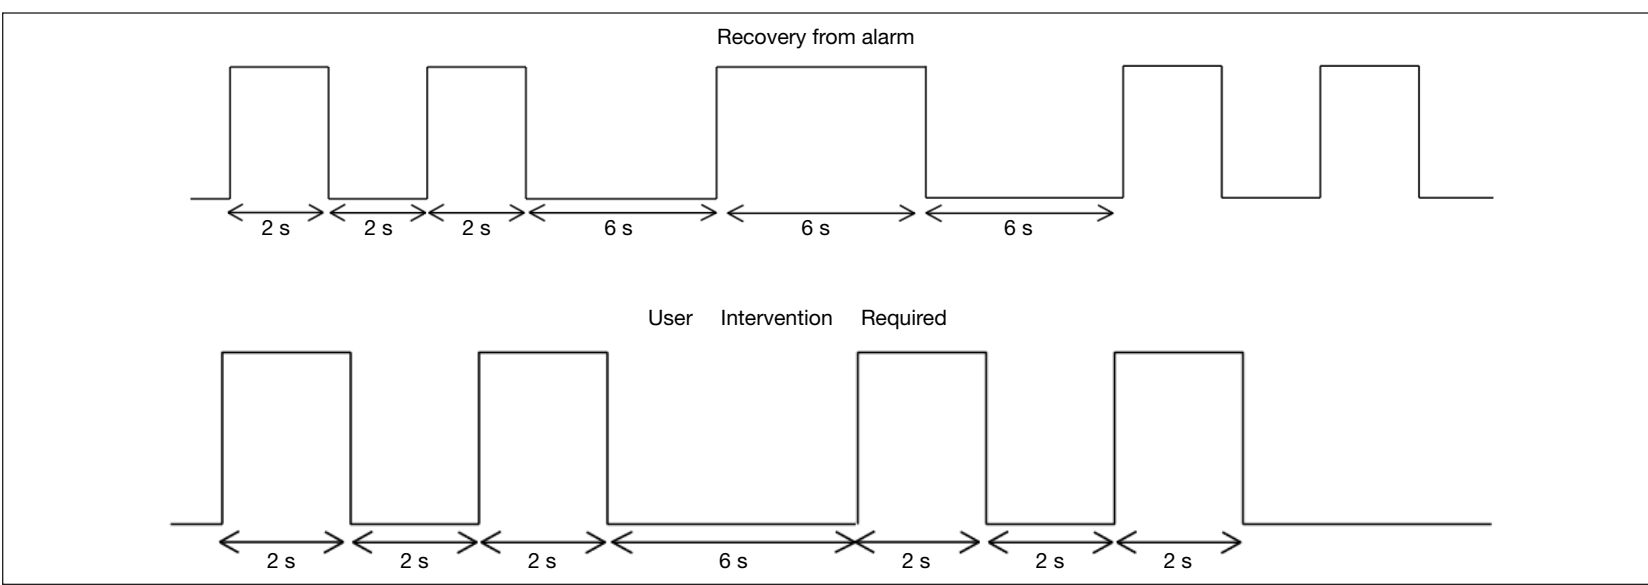 Recovery from alarm
2 s 2 s 2 s 6 s 6 s 6 s
User Intervention Required
2 s 2 s 2 s 6 s 2 s 2 s 2 s